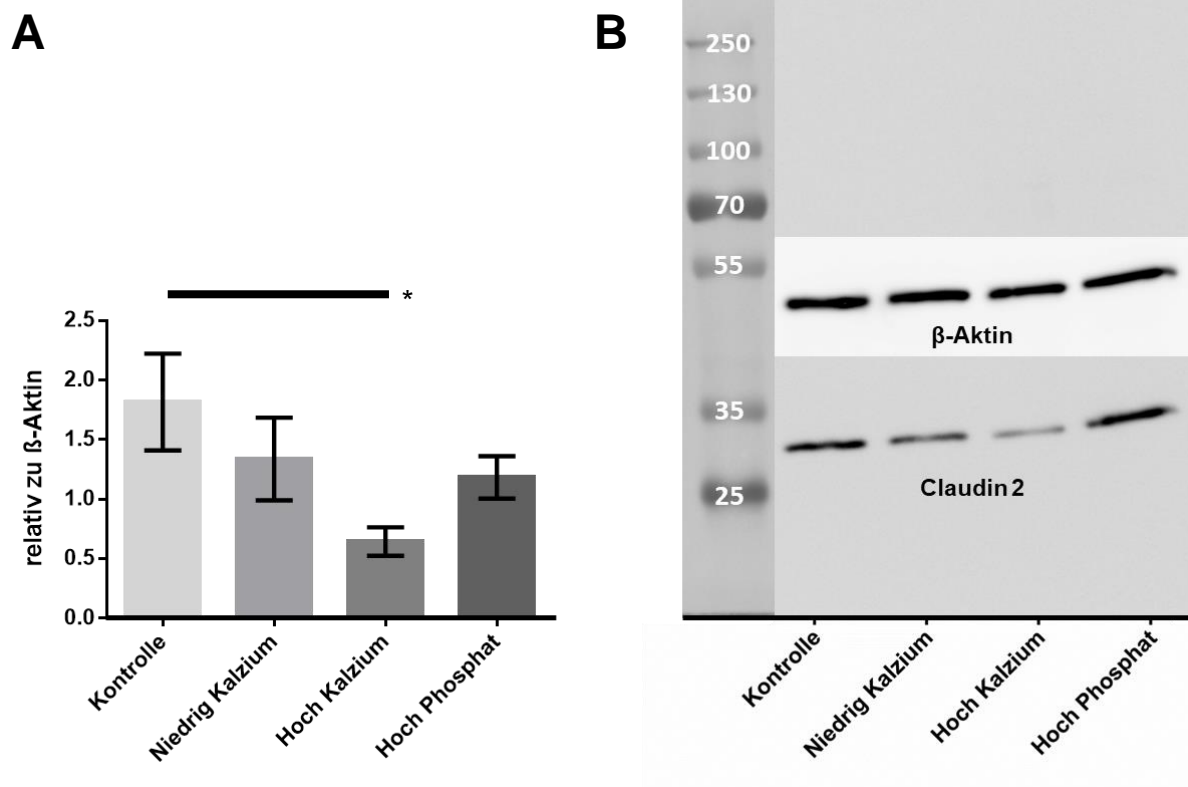 A
*
2.5
2.0
1.5
1.0
0.5
0.0
relativ zu ß-Aktin
Kontrolle
Niedrig Kalzium
Hoch Kalzium
Hoch Phosphat
B
250
130
100
70
55
35
25
β-Aktin
Claudin 2
Kontrolle
Niedrig Kalzium
Hoch Kalzium
Hoch Phosphat